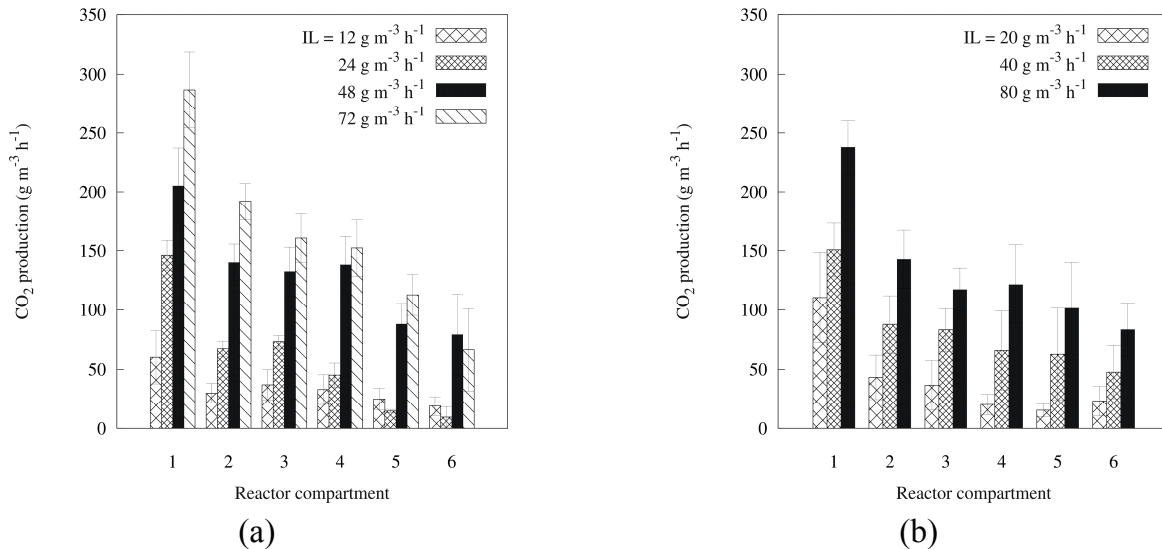 350
300
250
200
150
100
50
0
CO₂ production (g m⁻³ h⁻¹)
IL = 12 g m⁻³ h⁻¹
24 g m⁻³ h⁻¹
48 g m⁻³ h⁻¹
72 g m⁻³ h⁻¹
1 2 3 4 5 6
Reactor compartment
(a)
350
300
250
200
150
100
50
0
CO₂ production (g m⁻³ h⁻¹)
IL = 20 g m⁻³ h⁻¹
40 g m⁻³ h⁻¹
80 g m⁻³ h⁻¹
1 2 3 4 5 6
Reactor compartment
(b)